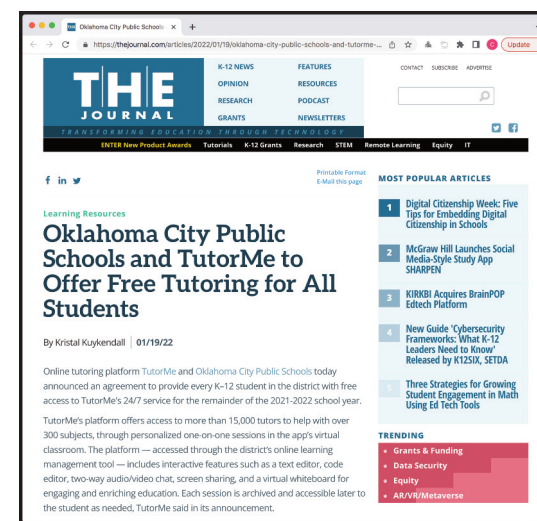 Oklahoma City Public Schools
https://thejournal.com/articles/2022/01/19/oklahoma-city-public-schools-and-tutorme-...
Update
THE
JOURNAL
K-12 NEWS
OPINION
RESEARCH
GRANTS
FEATURES
RESOURCES
PODCAST
NEWSLETTERS
CONTACT SUBSCRIBE ADVERTISE
TRANSFORMING EDUCATION THROUGH TECHNOLOGY
ENTER New Product Awards Tutorials K-12 Grants Research STEM Remote Learning Equity IT
Printable Format
E-Mail this page
Learning Resources
Oklahoma City Public
Schools and TutorMe to
Offer Free Tutoring for All
Students
By Kristal Kuykendall | 01/19/22
Online tutoring platform TutorMe and Oklahoma City Public Schools today
announced an agreement to provide every K–12 student in the district with free
access to TutorMe's 24/7 service for the remainder of the 2021-2022 school year.
TutorMe's platform offers access to more than 15,000 tutors to help with over
300 subjects, through personalized one-on-one sessions in the app's virtual
classroom. The platform — accessed through the district's online learning
management tool — includes interactive features such as a text editor, code
editor, two-way audio/video chat, screen sharing, and a virtual whiteboard for
engaging and enriching education. Each session is archived and accessible later to
the student as needed, TutorMe said in its announcement.
MOST POPULAR ARTICLES
1 Digital Citizenship Week: Five
Tips for Embedding Digital
Citizenship in Schools
2 McGraw Hill Launches Social
Media-Style Study App
SHARPEN
3 KIRKBI Acquires BrainPOP
Edtech Platform
4 New Guide 'Cybersecurity
Frameworks: What K-12
Leaders Need to Know'
Released by K12SIX, SETDA
5 Three Strategies for Growing
Student Engagement in Math
Using Ed Tech Tools
TRENDING
Grants & Funding
Data Security
Equity
AR/VR/Metaverse